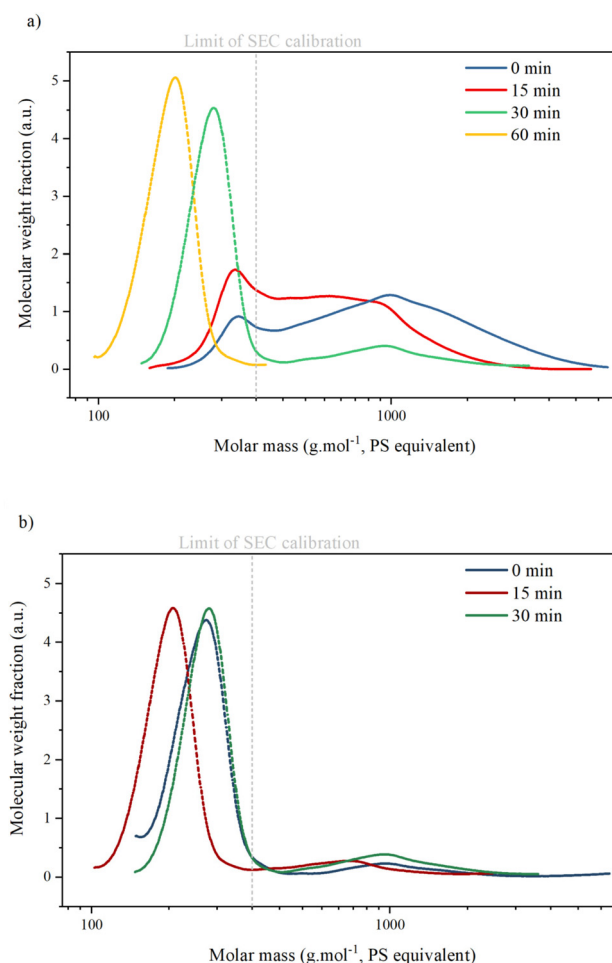 a)
Limit of SEC calibration
0 min
15 min
30 min
60 min
5
4
3
2
1
0
Molecular weight fraction (a.u.)
100
1000
Molar mass (g.mol⁻¹, PS equivalent)
b)
Limit of SEC calibration
0 min
15 min
30 min
5
4
3
2
1
0
Molecular weight fraction (a.u.)
100
1000
Molar mass (g.mol⁻¹, PS equivalent)